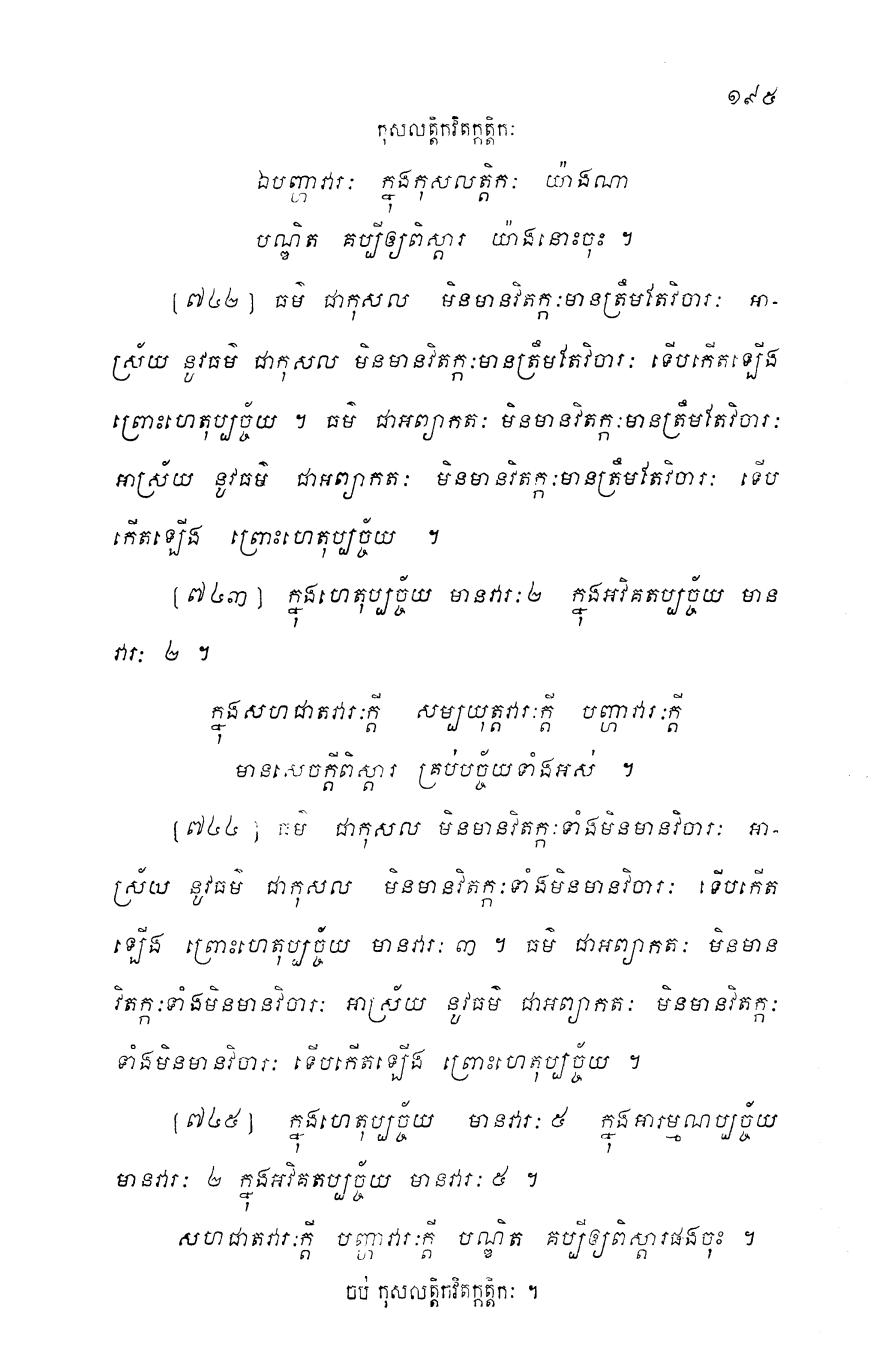 ១៩៥
កុសលត្តិកវិតក្កត្តិកៈ
ឯបញ្ហាវារៈ ក្នុងកុសលត្តិកៈ យ៉ាងណា
បណ្ឌិត គប្បីឲ្យពិស្តារ យ៉ាងនោះចុះ ។
[៧៤២] ធម៌ ជាកុសល មិនមានវិតក្កៈមានត្រឹមតែវិចារៈ អា-
ស្រ័យ នូវធម៌ ជាកុសល មិនមានវិតក្កៈមានត្រឹមតែវិចារៈ ទើបកើតឡើង
ព្រោះហេតុប្បច្ច័យ ។ ធម៌ ជាអព្យាកតៈ មិនមានវិតក្កៈមានត្រឹមតែវិចារៈ
អាស្រ័យ នូវធម៌ ជាអព្យាកតៈ មិនមានវិតក្កៈមានត្រឹមតែវិចារៈ ទើប
កើតឡើង ព្រោះហេតុប្បច្ច័យ ។
[៧៤៣] ក្នុងហេតុប្បច្ច័យ មានវារៈ២ ក្នុងអវិគតប្បច្ច័យ មាន
វារៈ ២ ។
ក្នុងសហជាតវារៈក្តី សម្បយុត្តវារៈក្តី បញ្ហាវារៈក្តី
មានសេចក្តីពិស្តារ គ្រប់បច្ច័យទាំងអស់ ។
[៧៤៤] ធម៌ ជាកុសល មិនមានវិតក្កៈទាំងមិនមានវិចារៈ អា-
ស្រ័យ នូវធម៌ ជាកុសល មិនមានវិតក្កៈទាំងមិនមានវិចារៈ ទើបកើត
ឡើង ព្រោះហេតុប្បច្ច័យ មានវារៈ ៣ ។ ធម៌ ជាអព្យាកតៈ មិនមាន
វិតក្កៈទាំងមិនមានវិចារៈ អាស្រ័យ នូវធម៌ ជាអព្យាកតៈ មិនមានវិតក្កៈ
ទាំងមិនមានវិចារៈ ទើបកើតឡើង ព្រោះហេតុប្បច្ច័យ ។
[៧៤៥] ក្នុងហេតុប្បច្ច័យ មានវារៈ ៥ ក្នុងអារម្មណប្បច្ច័យ
មានវារៈ ២ ក្នុងអវិគតប្បច្ច័យ មានវារៈ ៥ ។
សហជាតវារៈក្តី បញ្ហាវារៈក្តី បណ្ឌិត គប្បីឲ្យពិស្តារផងចុះ ។
ចប់ កុសលត្តិកវិតក្កត្តិកៈ ។